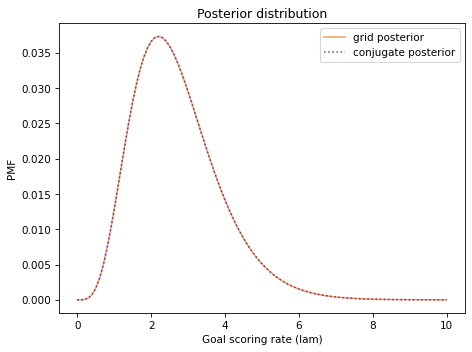 Posterior distribution
grid posterior
conjugate posterior
PMF
0.035
0.030
0.025
0.020
0.015
0.010
0.005
0.000
0 2 4 6 8 10
Goal scoring rate (lam)